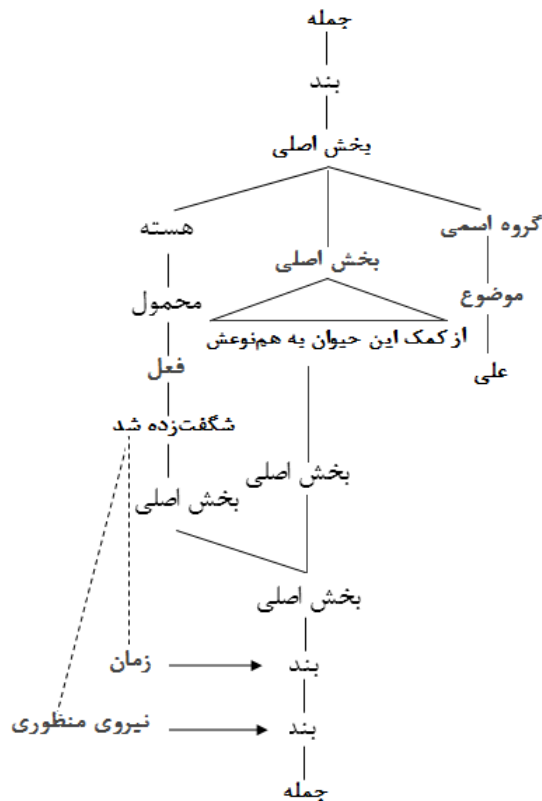 جمله
بند
یخش اصلی
گروه اسمی
هسته
بخش اصلی
موضوع
محمول
از کمک این حیوان به هم‌نوعش
علی
فعل
شگفت‌زده شد
بخش اصلی
بخش اصلی
بخش اصلی
بند
زمان
بند
نیروی منظوری
جمله